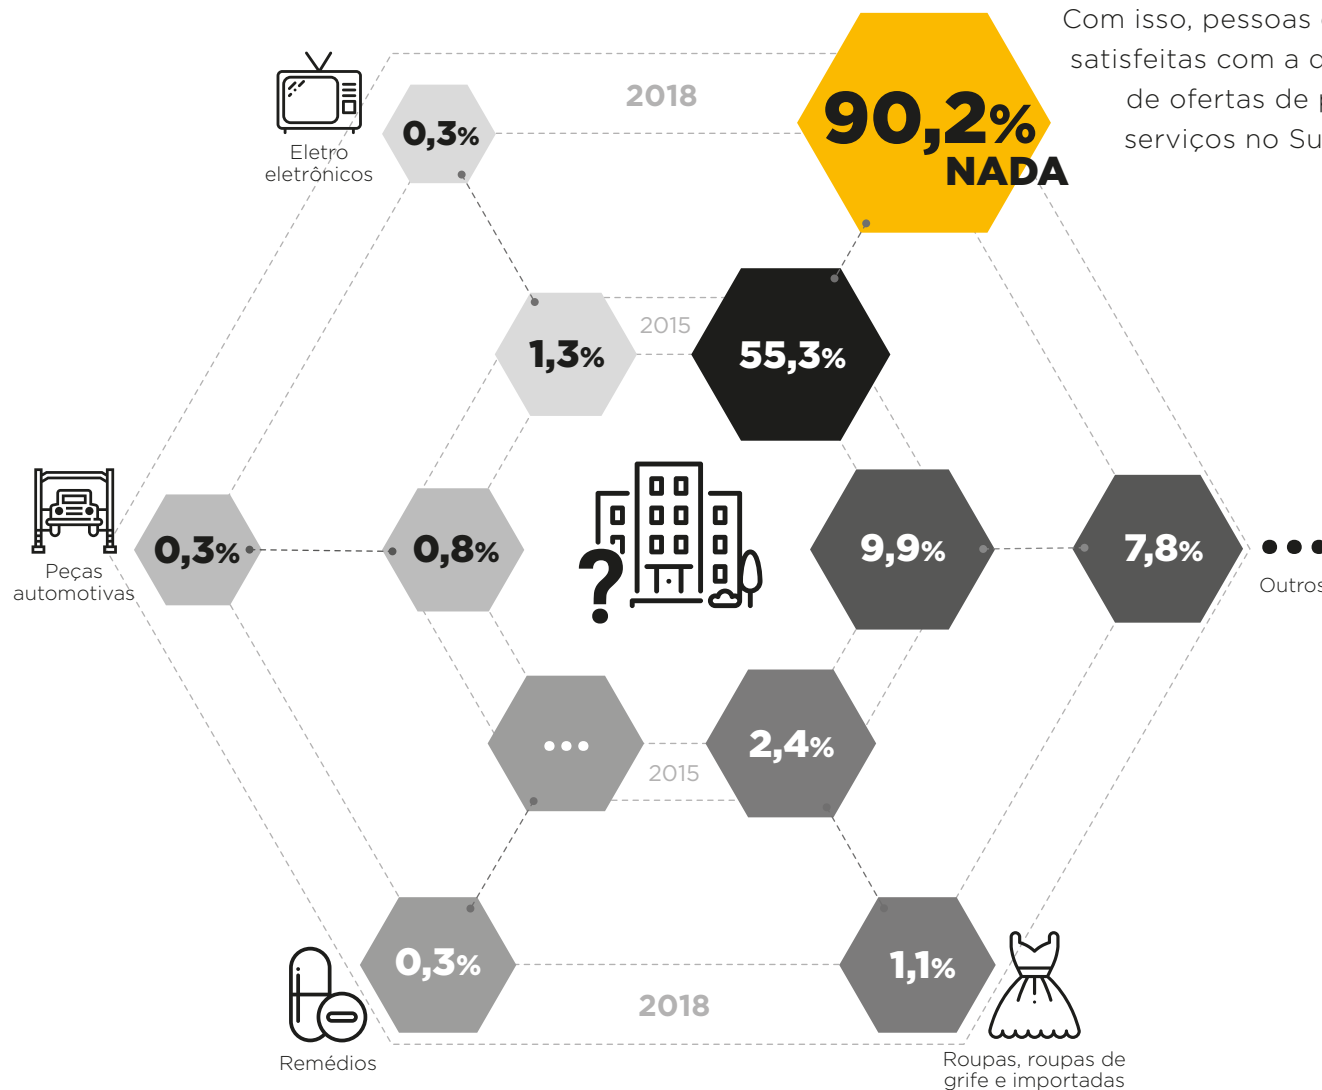 Com isso, pessoas
satisfeitas com a
de ofertas de
serviços no
2018
90,2%
NADA
0,3%
Eletro
eletrônicos
2015
1,3%
55,3%
0,3%
0,8%
9,9%
7,8%
Peças
automotivas
Outros
...
2,4%
2015
0,3%
1,1%
2018
Remédios
Roupas, roupas de
grife e importadas